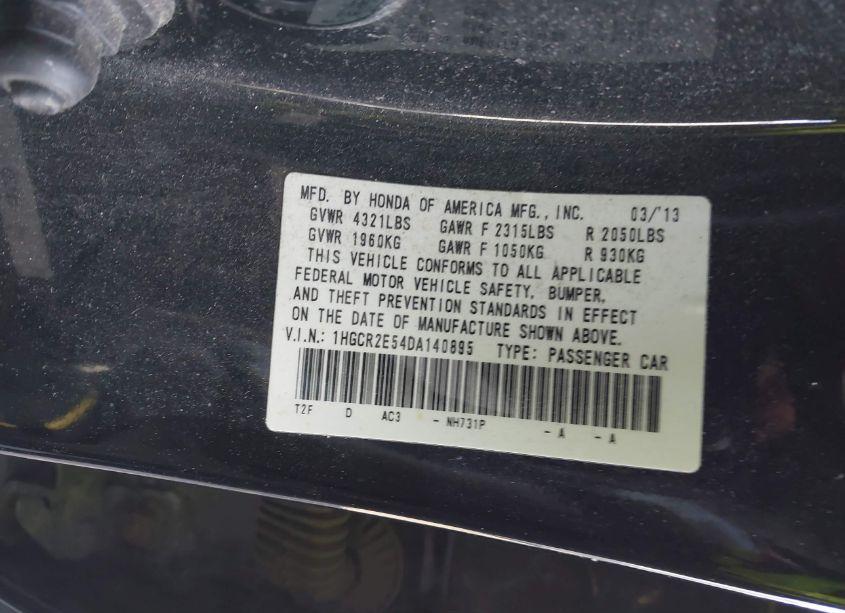 MFD. BY HONDA OF AMERICA MFG., INC. 03/'13
GVWR 4321LBS GAWR F 2315LBS R 2050LBS
GVWR 1960KG GAWR F 1050KG R 930KG
THIS VEHICLE CONFORMS TO ALL APPLICABLE
FEDERAL MOTOR VEHICLE SAFETY, BUMPER,
AND THEFT PREVENTION STANDARDS IN EFFECT
ON THE DATE OF MANUFACTURE SHOWN ABOVE.
V.I.N.: 1HGCR2E54DA140895 TYPE: PASSENGER CAR
T2F D AC3 - NH731P - A - A